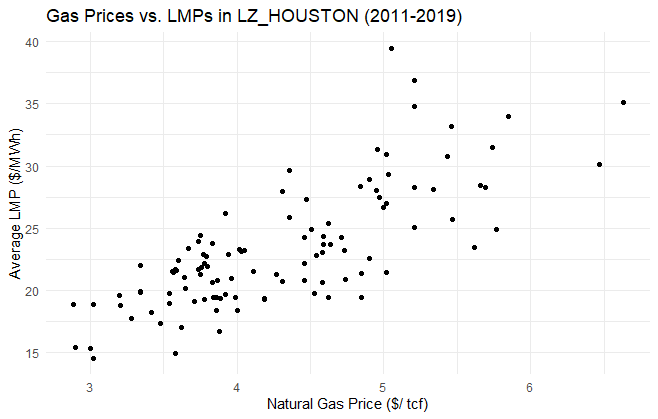 Gas Prices vs. LMPs in LZ_HOUSTON (2011-2019)
40
35
30
25
20
15
Average LMP ($/MWh)
3 4 5 6
Natural Gas Price ($/ tcf)